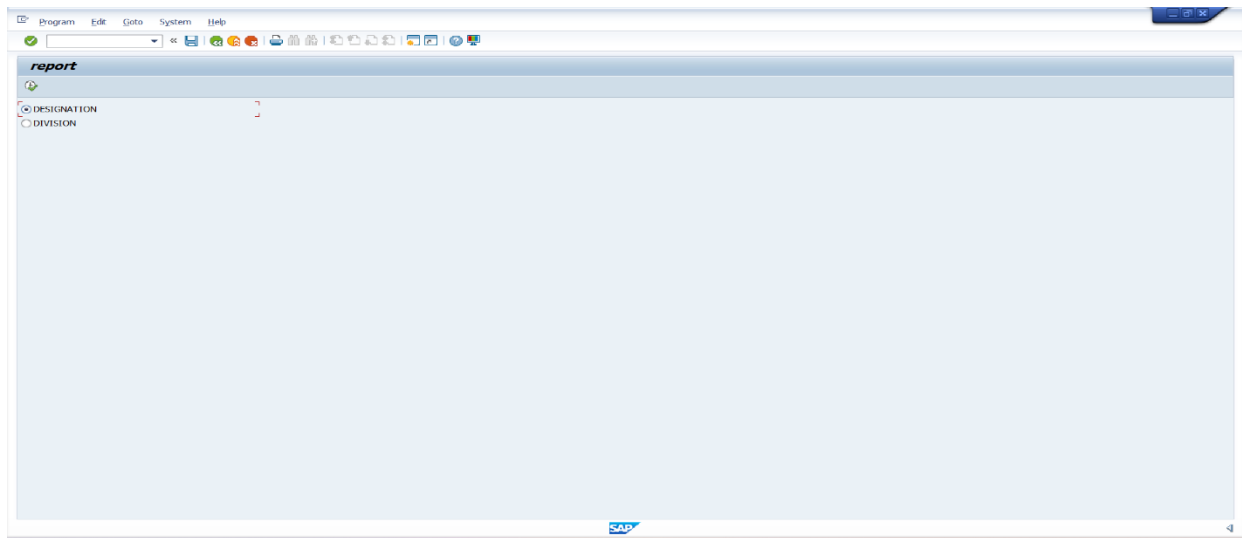 Program Edit Goto System Help
report
DESIGNATION
DIVISION
SAP